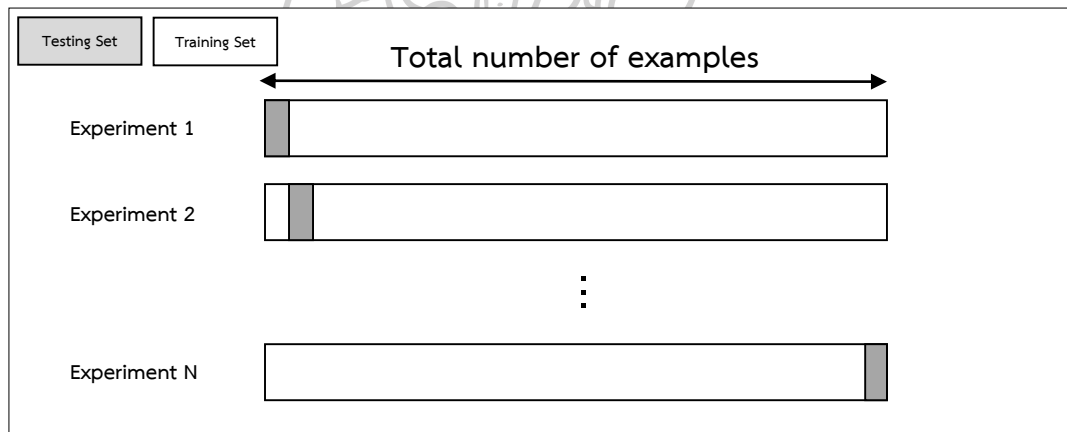 Testing Set
Training Set
Total number of examples
Experiment 1
Experiment 2
Experiment N